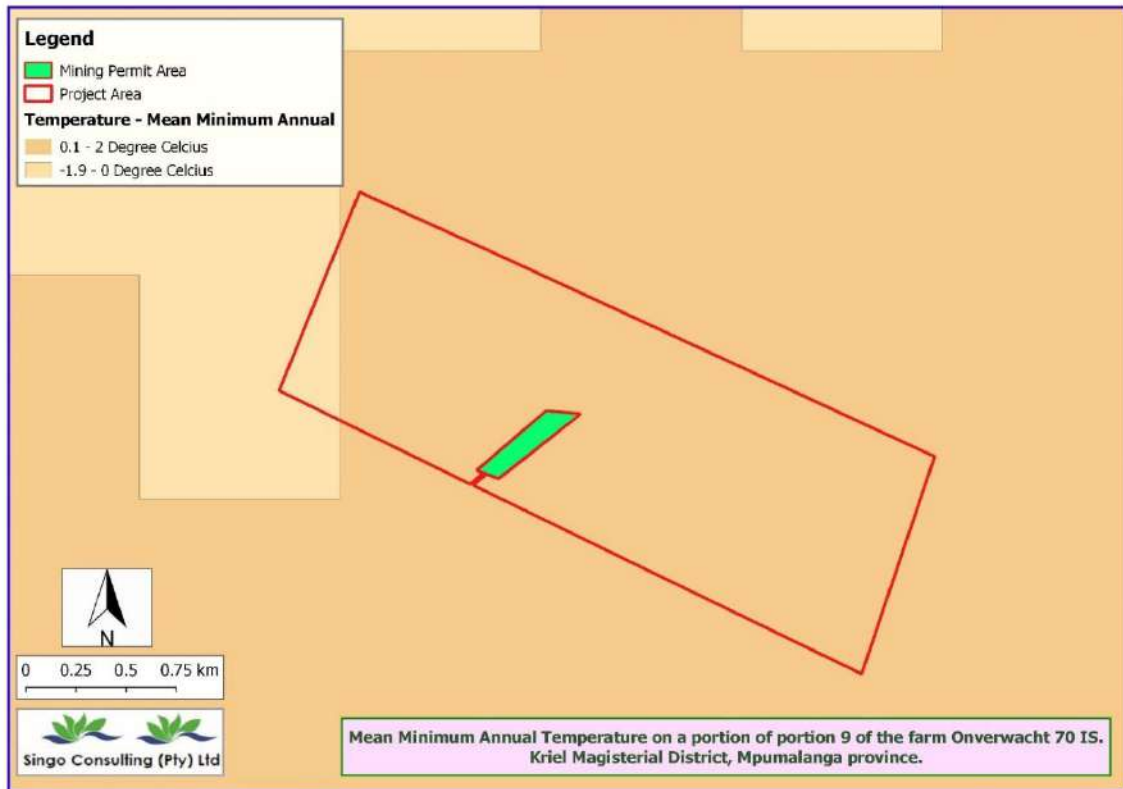 Legend
Mining Permit Area
Project Area
Temperature - Mean Minimum Annual
0.1 - 2 Degree Celcius
-1.9 - 0 Degree Celcius
N
0 0.25 0.5 0.75 km
Singo Consulting (Pty) Ltd
Mean Minimum Annual Temperature on a portion of portion 9 of the farm Onverwacht 70 IS.
Kriel Magisterial District, Mpumalanga province.